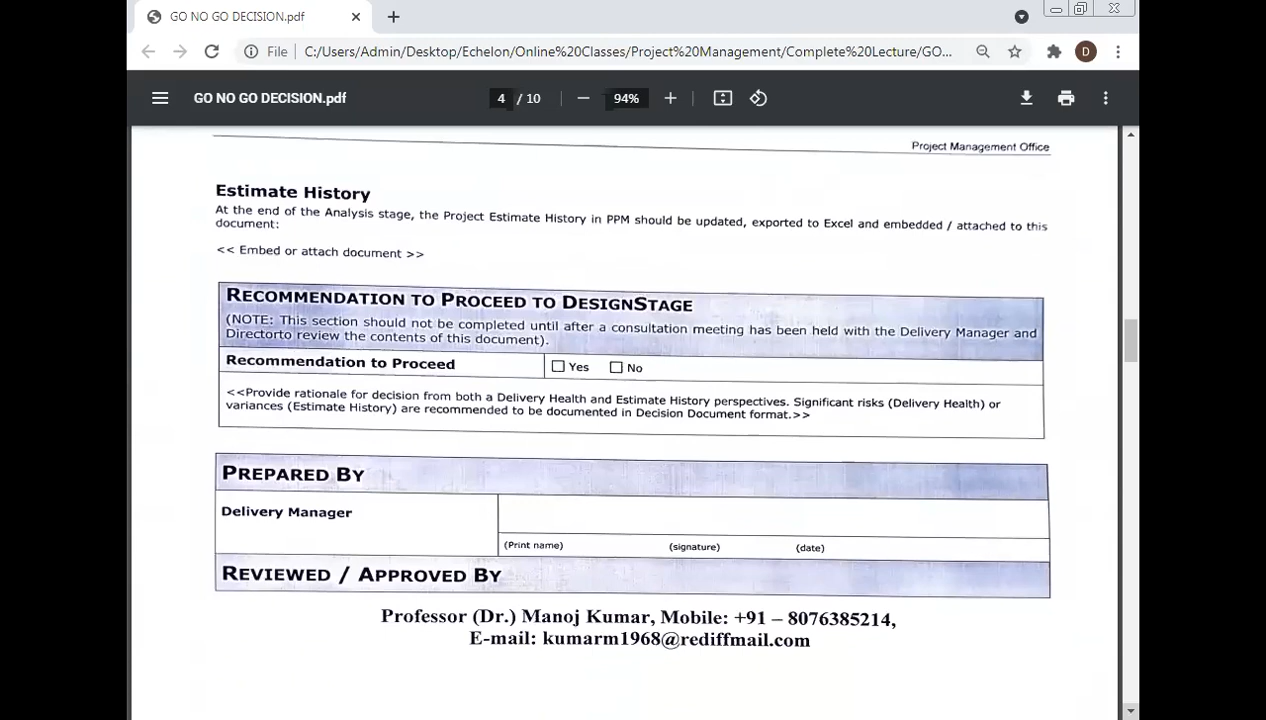 GO NO GO DECISION.pdf
File C:/Users/Admin/Desktop/Echelon/Online%20Classes/Project%20Management/Complete%20Lecture/GO...
D
GO NO GO DECISION.pdf
4 / 10
94%
Project Management Office
Estimate History
At the end of the Analysis stage, the Project Estimate History in PPM should be updated, exported to Excel and embedded / attached to this
document:
<< Embed or attach document >>
RECOMMENDATION TO PROCEED TO DESIGNSTAGE
(NOTE: This section should not be completed until after a consultation meeting has been held with the Delivery Manager and
Directorto review the contents of this document).
Recommendation to Proceed
Yes No
<<Provide rationale for decision from both a Delivery Health and Estimate History perspectives. Significant risks (Delivery Health) or
variances (Estimate History) are recommended to be documented in Decision Document format.>>
PREPARED BY
Delivery Manager
(Print name) (signature) (date)
REVIEWED / APPROVED BY
Professor (Dr.) Manoj Kumar, Mobile: +91 – 8076385214,
E-mail: kumarm1968@rediffmail.com